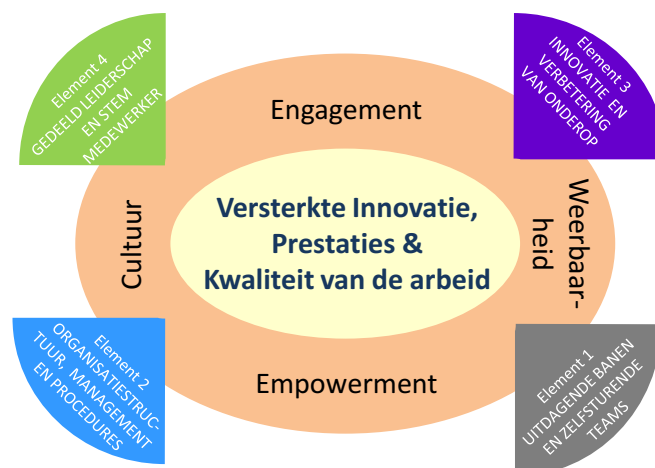 Element 4
GEDEELD LEIDERSCHAP
EN STEM
MEDEWERKER
Element 3
INNOVATIE EN
VERBETERING
VAN ONDEROP
Engagement
Cultuur
Versterkte Innovatie,
Prestaties &
Kwaliteit van de arbeid
Weerbaar-
heid
Empowerment
Element 2
ORGANISATIESTRUC-
TUUR, MANAGEMENT
EN PROCEDURES
Element 1
UITDAGENDE BANEN
EN ZELFSTURENDE
TEAMS